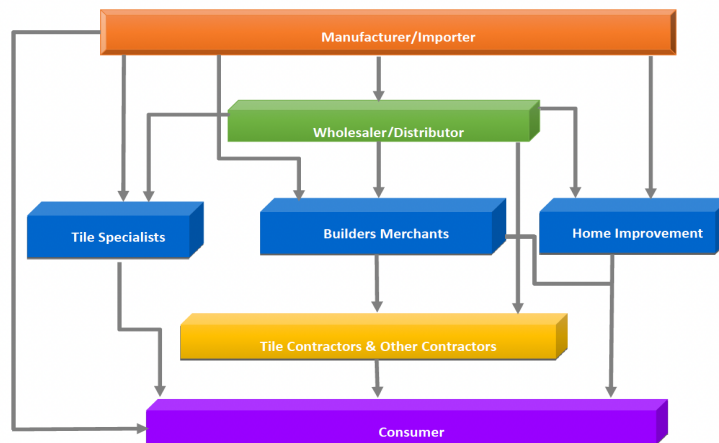 Manufacturer/Importer
Wholesaler/Distributor
Tile Specialists
Builders Merchants
Home Improvement
Tile Contractors & Other Contractors
Consumer